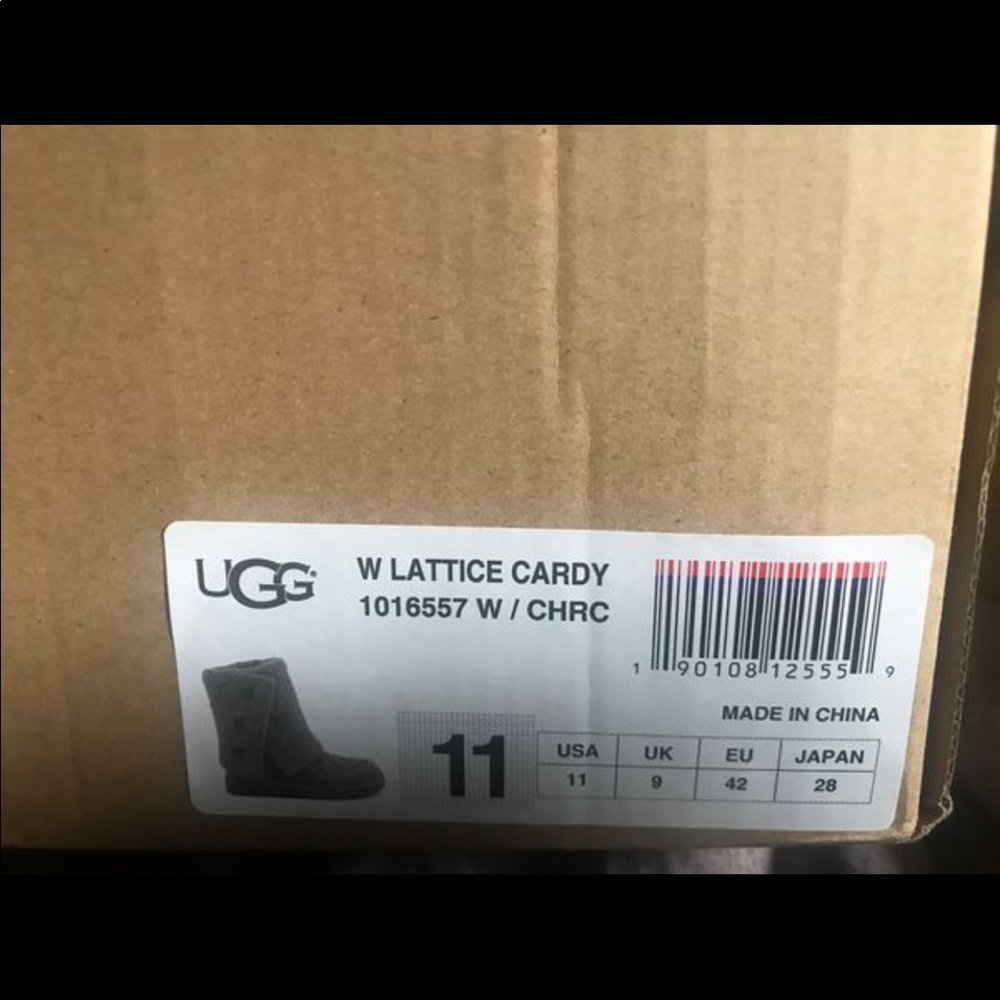 UGG®
W LATTICE CARDY
1016557 W / CHRC
1 90108 12555 9
MADE IN CHINA
11
USA UK EU JAPAN
11 9 42 28